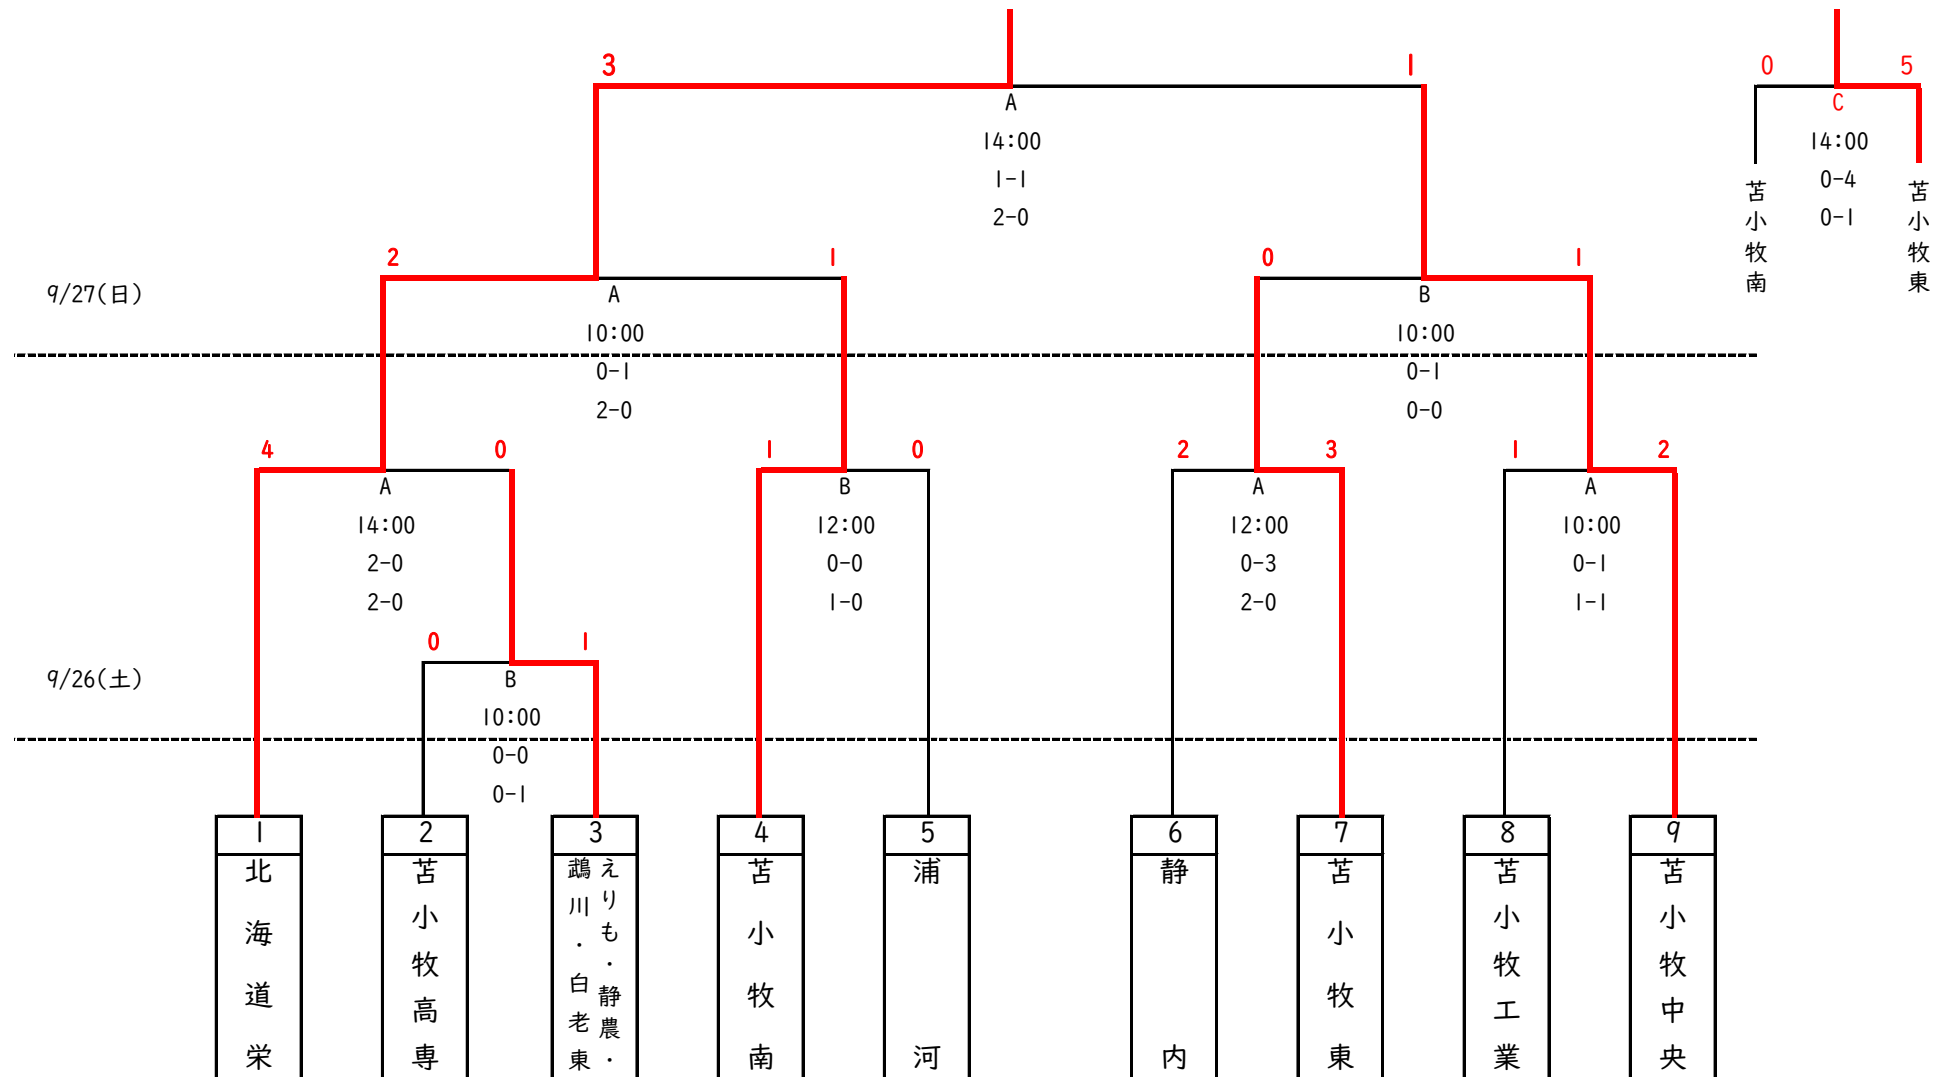 3
1
A
14:00
1-1
2-0
0
5
C
14:00
0-4
0-1
苫小牧南
苫小牧東
9/27(日)
2
1
A
10:00
0-1
2-0
0
1
B
10:00
0-1
0-0
4
0
A
14:00
2-0
2-0
1
0
B
12:00
0-0
1-0
2
3
A
12:00
0-3
2-0
1
2
A
10:00
0-1
1-1
9/26(土)
0
1
B
10:00
0-0
0-1
1
北海道栄
2
苫小牧高専
3
えりも・静農・
鵡川・白老東
4
苫小牧南
5
浦河
6
静内
7
苫小牧東
8
苫小牧工業
9
苫小牧中央